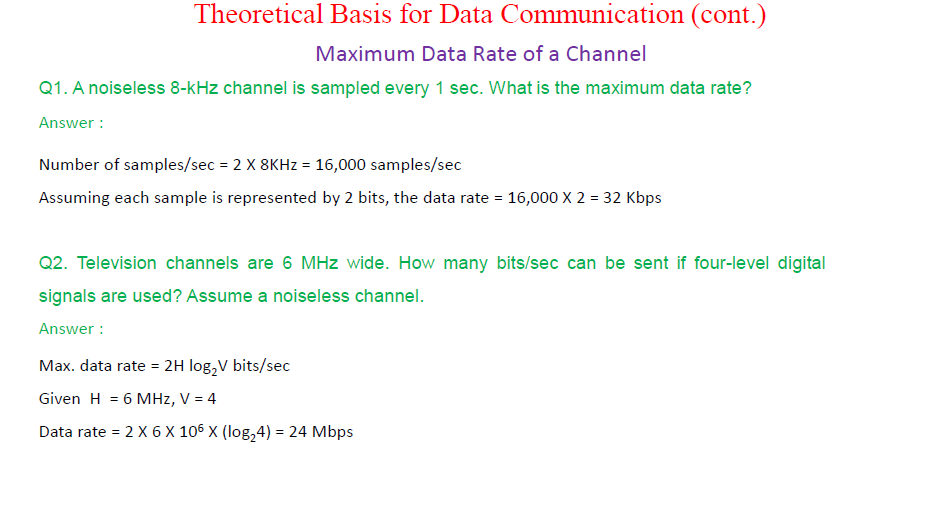 Theoretical Basis for Data Communication (cont.)
Maximum Data Rate of a Channel
Q1. A noiseless 8-kHz channel is sampled every 1 sec. What is the maximum data rate?
Answer :
Number of samples/sec = 2 X 8KHz = 16,000 samples/sec
Assuming each sample is represented by 2 bits, the data rate = 16,000 X 2 = 32 Kbps
Q2. Television channels are 6 MHz wide. How many bits/sec can be sent if four-level digital
signals are used? Assume a noiseless channel.
Answer :
Max. data rate = 2H log₂V bits/sec
Given H = 6 MHz, V = 4
Data rate = 2 X 6 X 10⁶ X (log₂4) = 24 Mbps